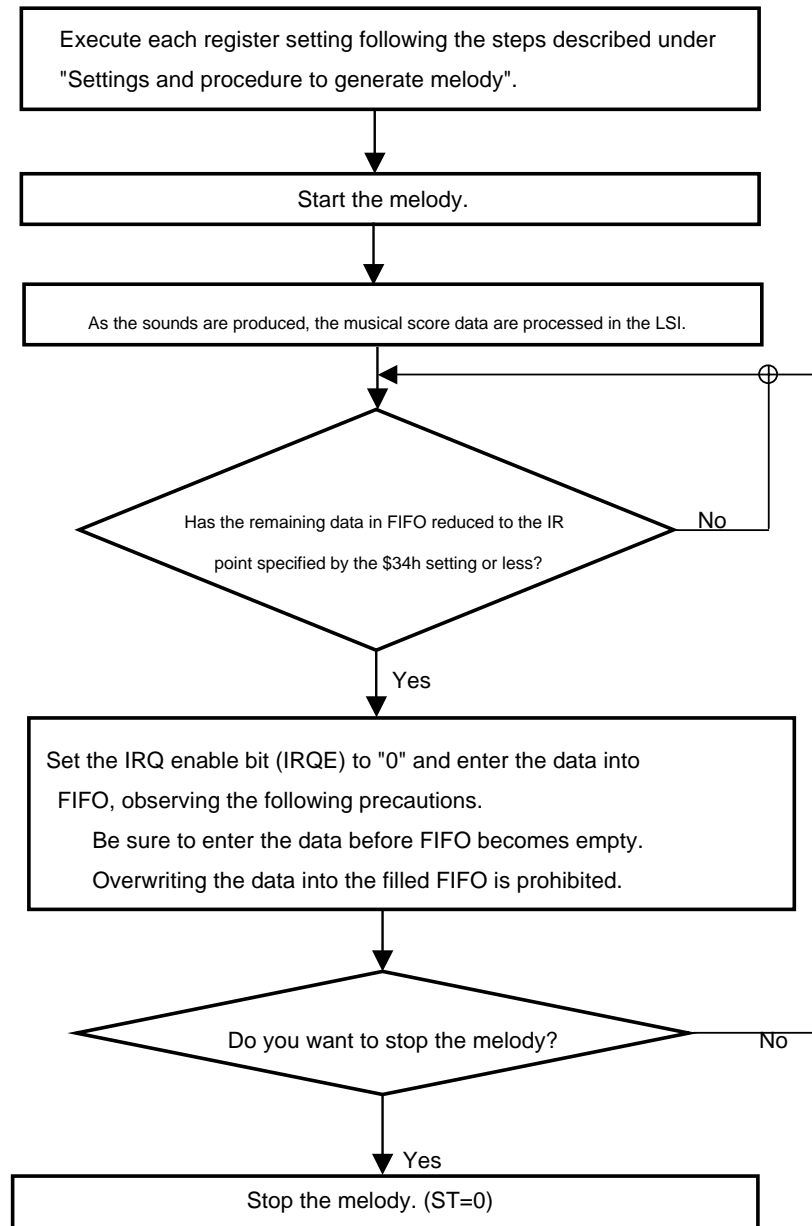 Execute each register setting following the steps described under
"Settings and procedure to generate melody".
Start the melody.
As the sounds are produced, the musical score data are processed in the LSI.
Has the remaining data in FIFO reduced to the IR
point specified by the $34h setting or less?
No
Yes
Set the IRQ enable bit (IRQE) to "0" and enter the data into
FIFO, observing the following precautions.
Be sure to enter the data before FIFO becomes empty.
Overwriting the data into the filled FIFO is prohibited.
Do you want to stop the melody?
No
Yes
Stop the melody. (ST=0)